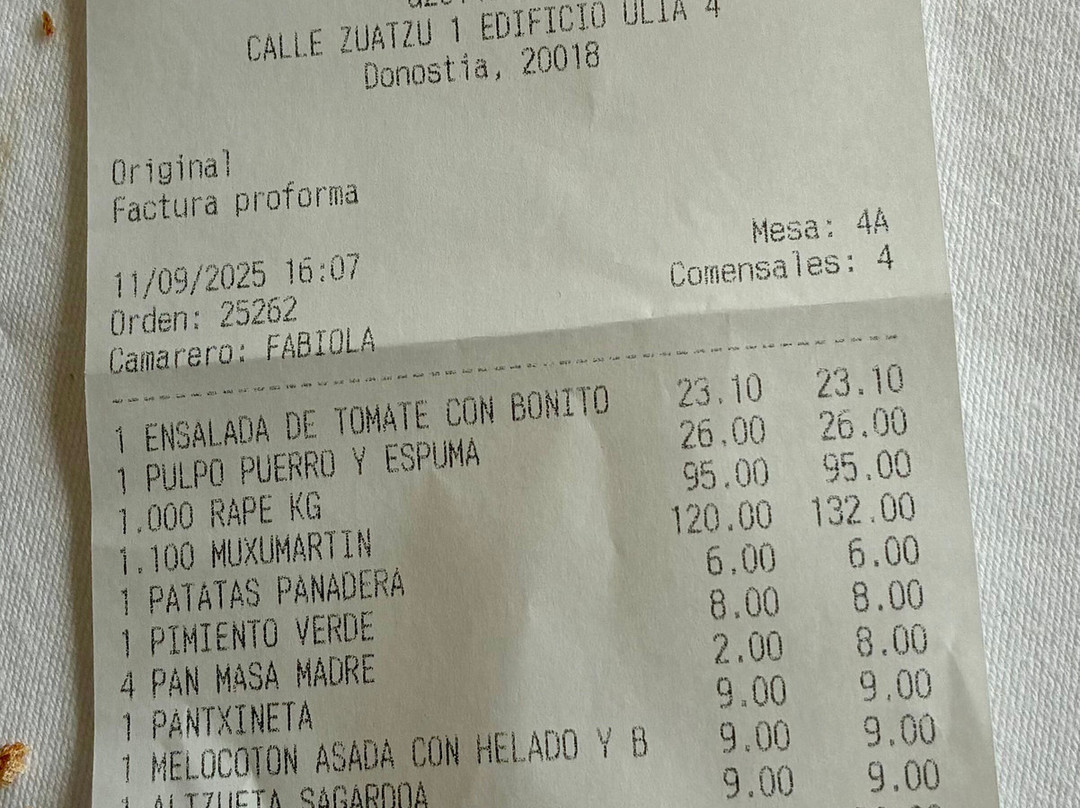 CALLE ZUATZU 1 EDIFICIO ULIA 4
Donostia, 20018
Original
Factura proforma
Mesa: 4A
11/09/2025 16:07 Comensales: 4
Orden: 25262
Camarero: FABIOLA
1 ENSALADA DE TOMATE CON BONITO 23.10 23.10
1 PULPO PUERRO Y ESPUMA 26.00 26.00
1.000 RAPE KG 95.00 95.00
1.100 MUXUMARTIN 120.00 132.00
1 PATATAS PANADERA 6.00 6.00
1 PIMIENTO VERDE 8.00 8.00
4 PAN MASA MADRE 2.00 8.00
1 PANTXINETA 9.00 9.00
1 MELOCOTON ASADA CON HELADO Y B 9.00 9.00
1 ALTZUETA SAGARDOA 9.00 9.00